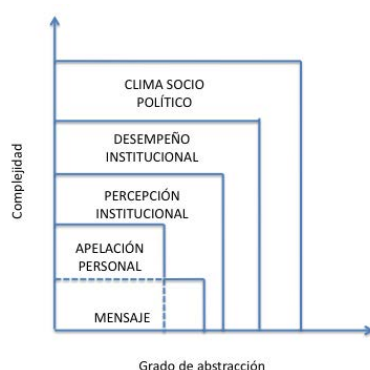 CLIMA SOCIO
POLÍTICO
DESEMPEÑO
INSTITUCIONAL
PERCEPCIÓN
INSTITUCIONAL
APELACIÓN
PERSONAL
MENSAJE
Complejidad
Grado de abstracción